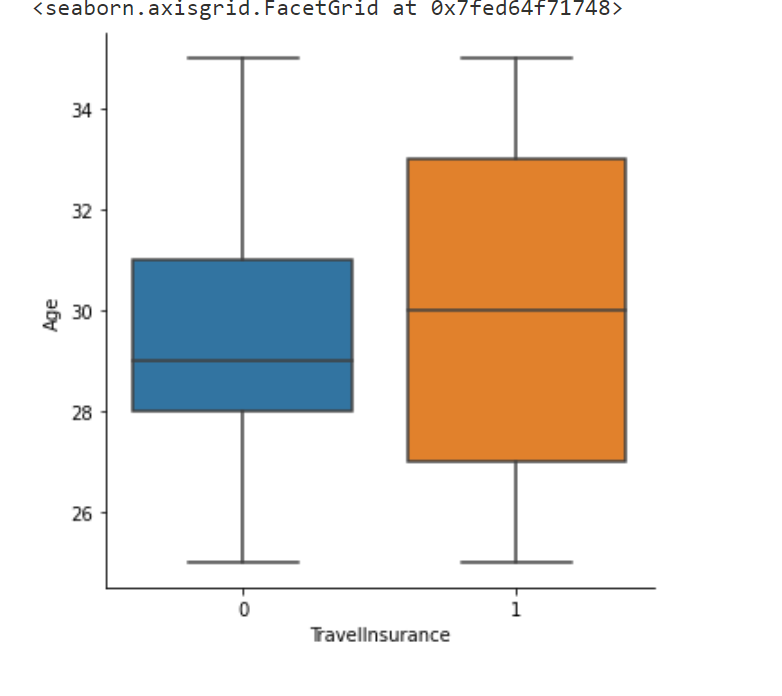 <seaborn.axisgrid.FacetGrid at 0x7fed64f71748>
34
32
30
28
26
Age
0 1
TravelInsurance